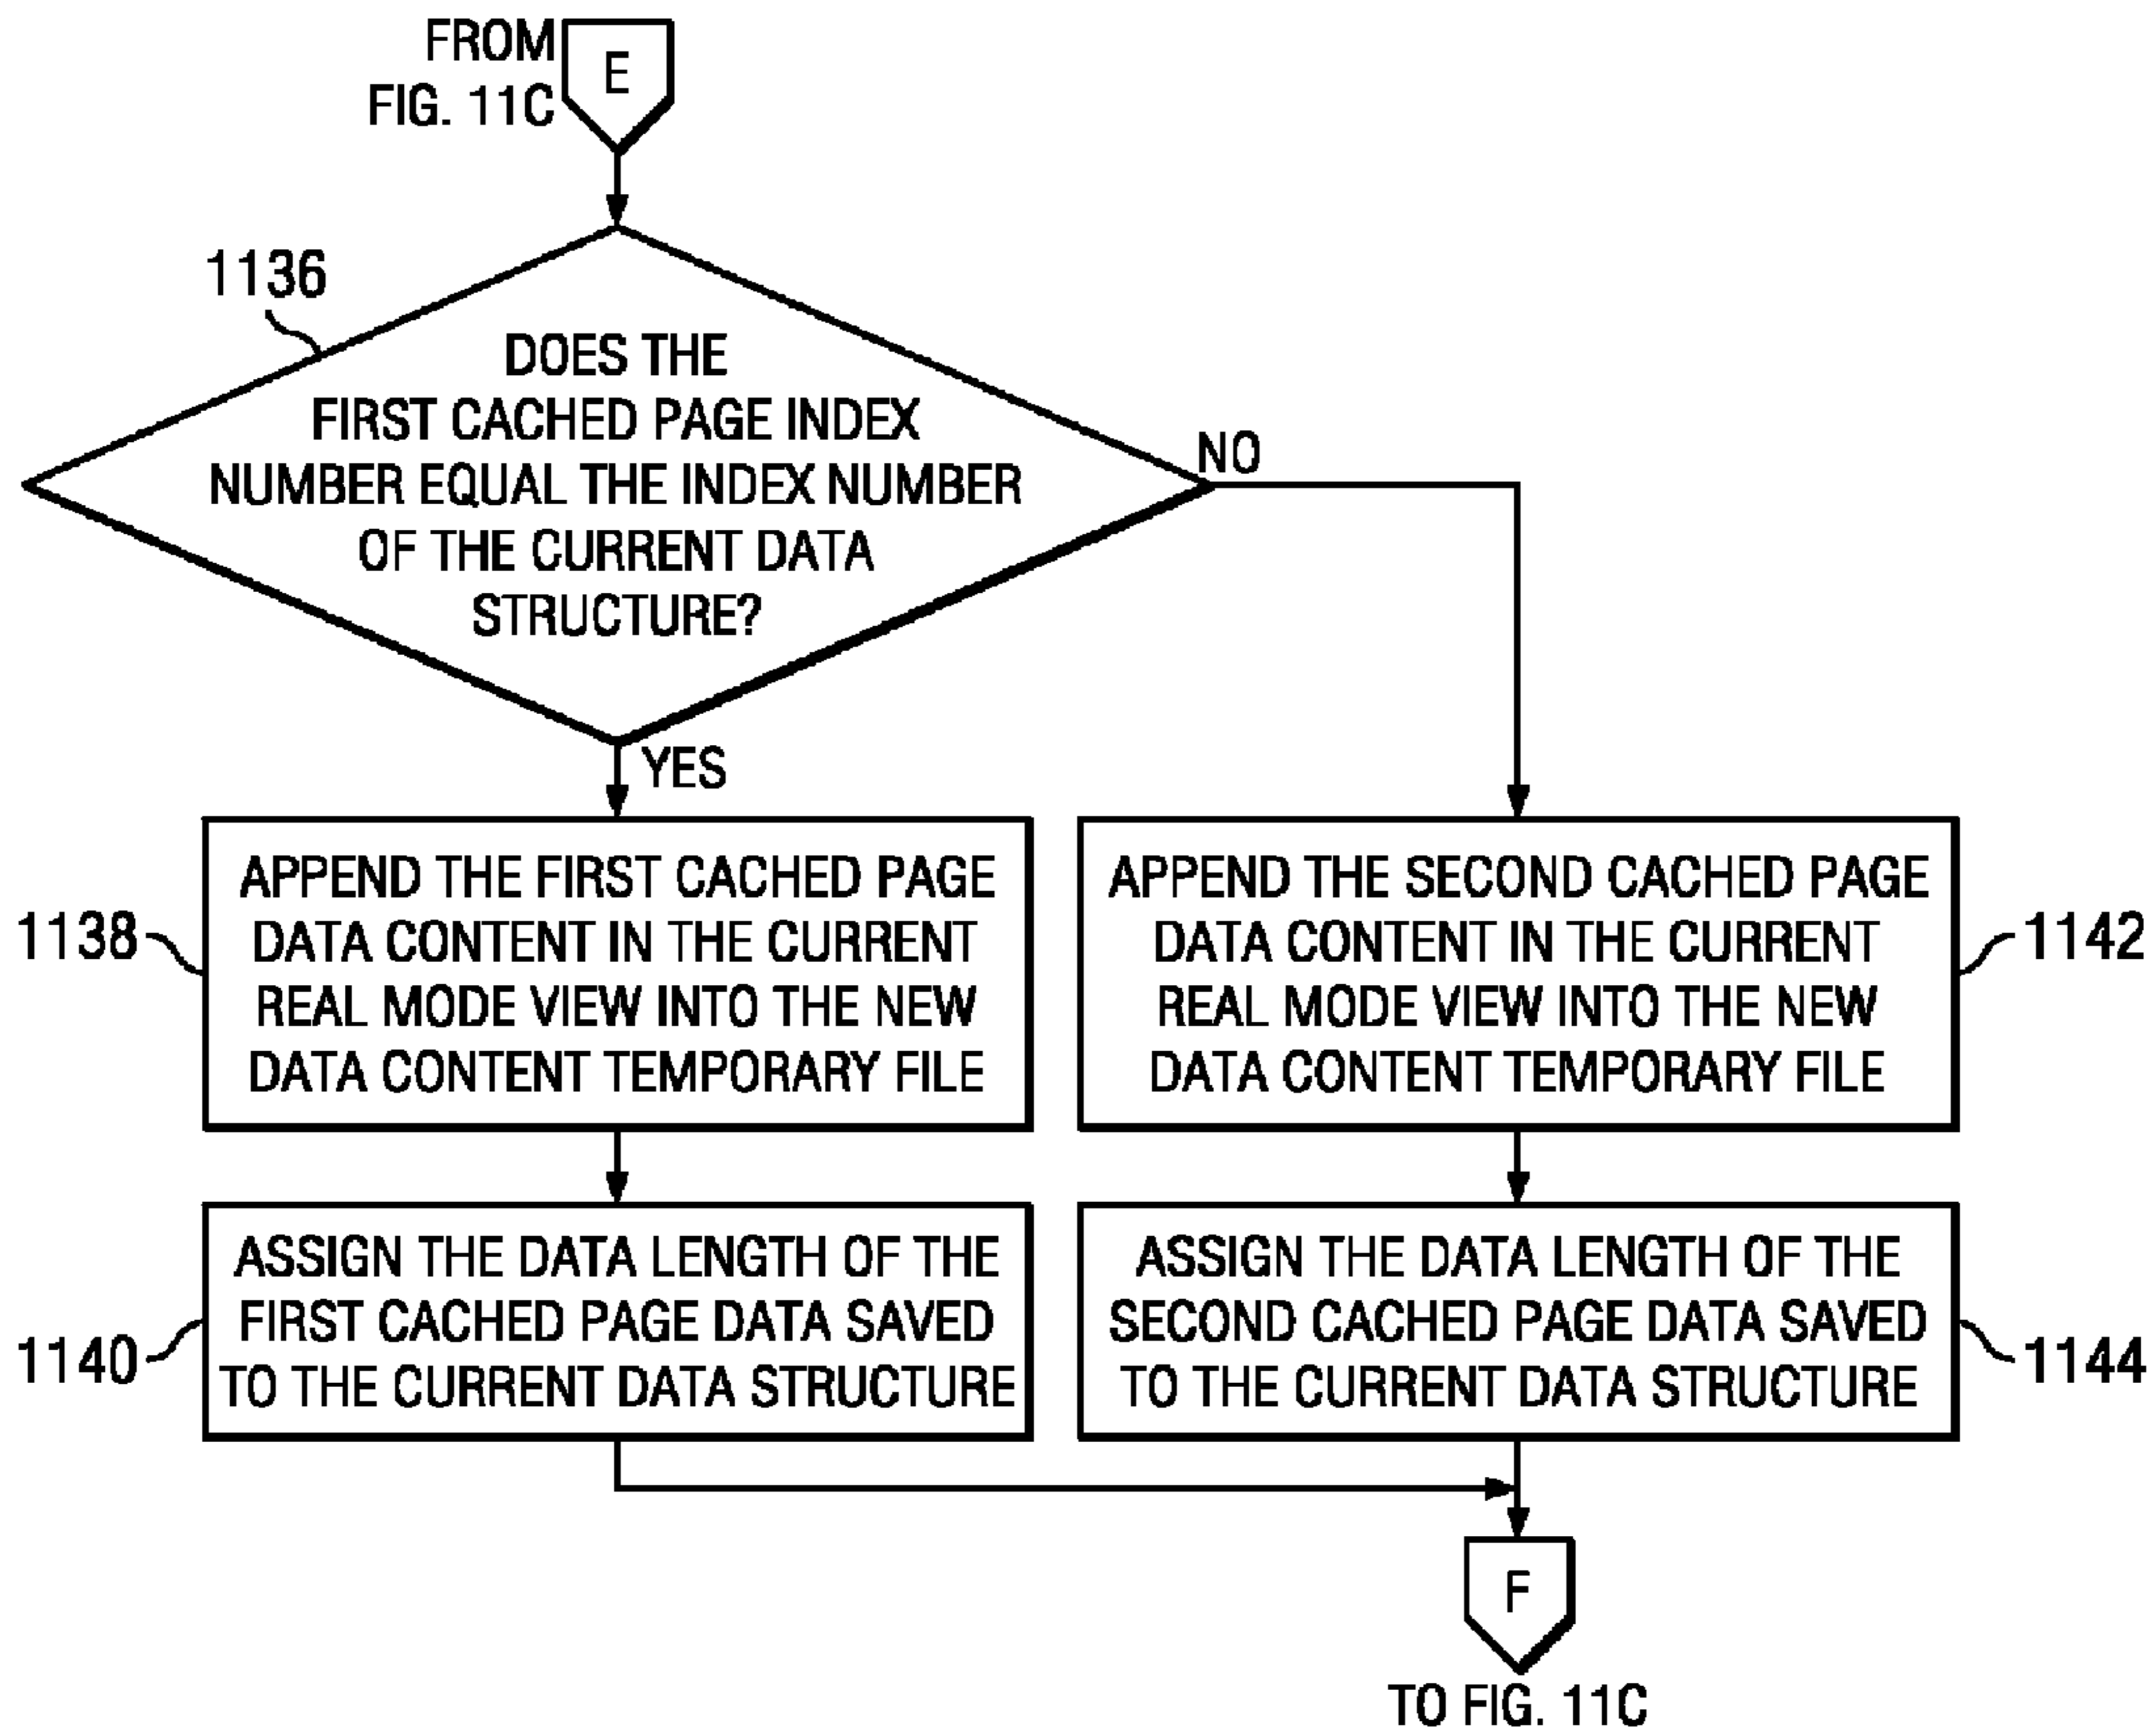 FROM
FIG. 11C
E
1136
DOES THE
FIRST CACHED PAGE INDEX
NUMBER EQUAL THE INDEX NUMBER
OF THE CURRENT DATA
STRUCTURE?
NO
YES
1138
APPEND THE FIRST CACHED PAGE
DATA CONTENT IN THE CURRENT
REAL MODE VIEW INTO THE NEW
DATA CONTENT TEMPORARY FILE
APPEND THE SECOND CACHED PAGE
DATA CONTENT IN THE CURRENT
REAL MODE VIEW INTO THE NEW
DATA CONTENT TEMPORARY FILE
1142
1140
ASSIGN THE DATA LENGTH OF THE
FIRST CACHED PAGE DATA SAVED
TO THE CURRENT DATA STRUCTURE
ASSIGN THE DATA LENGTH OF THE
SECOND CACHED PAGE DATA SAVED
TO THE CURRENT DATA STRUCTURE
1144
F
TO FIG. 11C